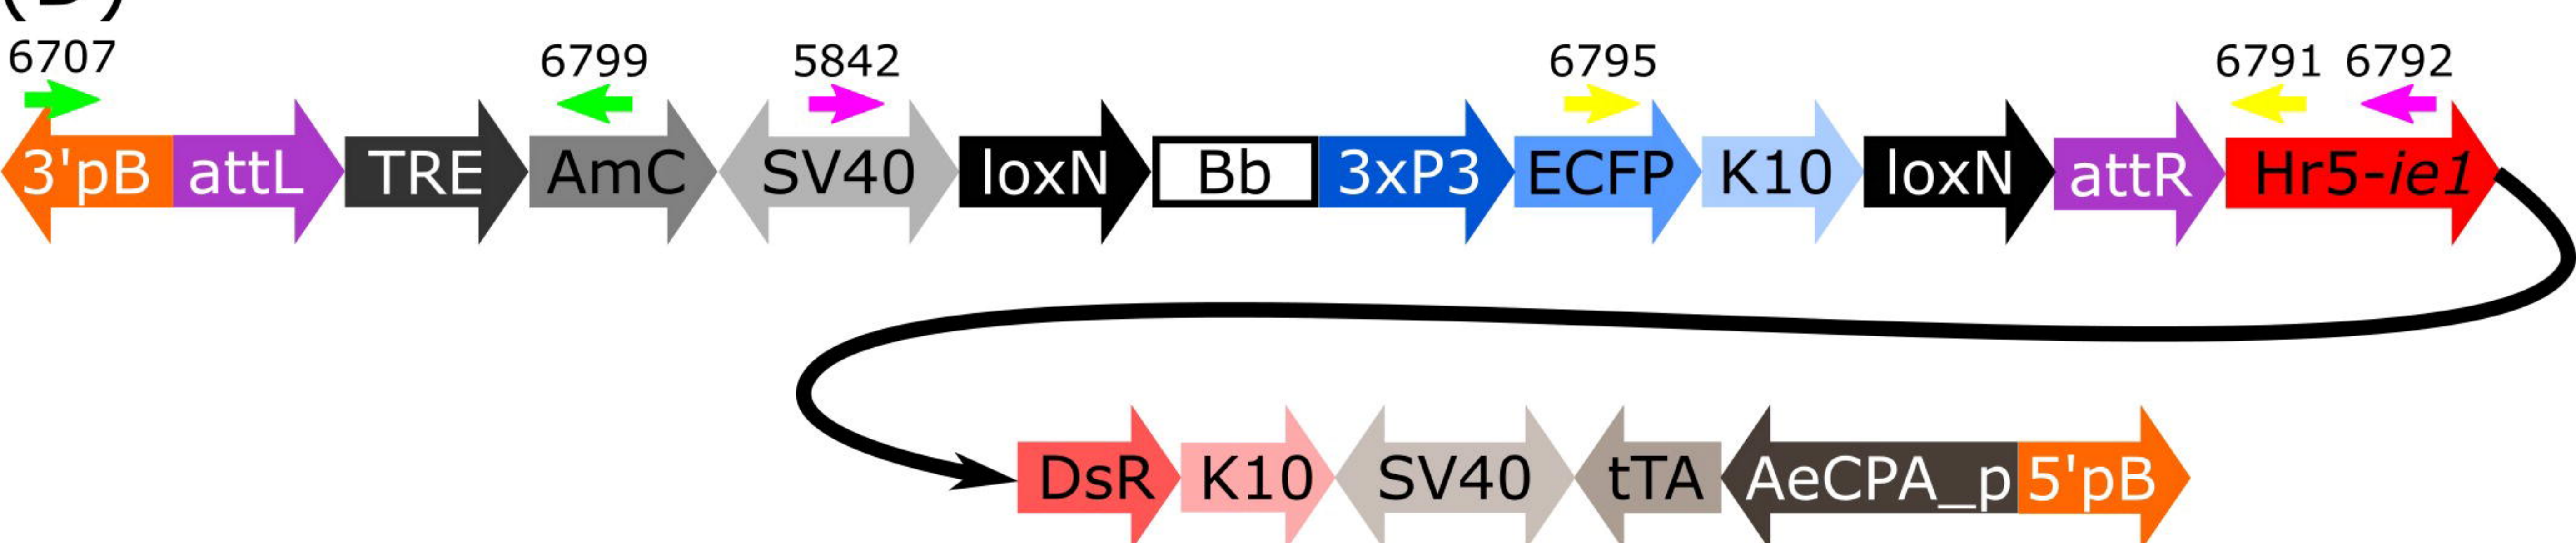 6707 6799 5842 6795 6791 6792
3'pB attL TRE AmC SV40 loxN Bb 3xP3 ECFP K10 loxN attR Hr5-ie1
DsR K10 SV40 tTA AeCPA_p 5'pB